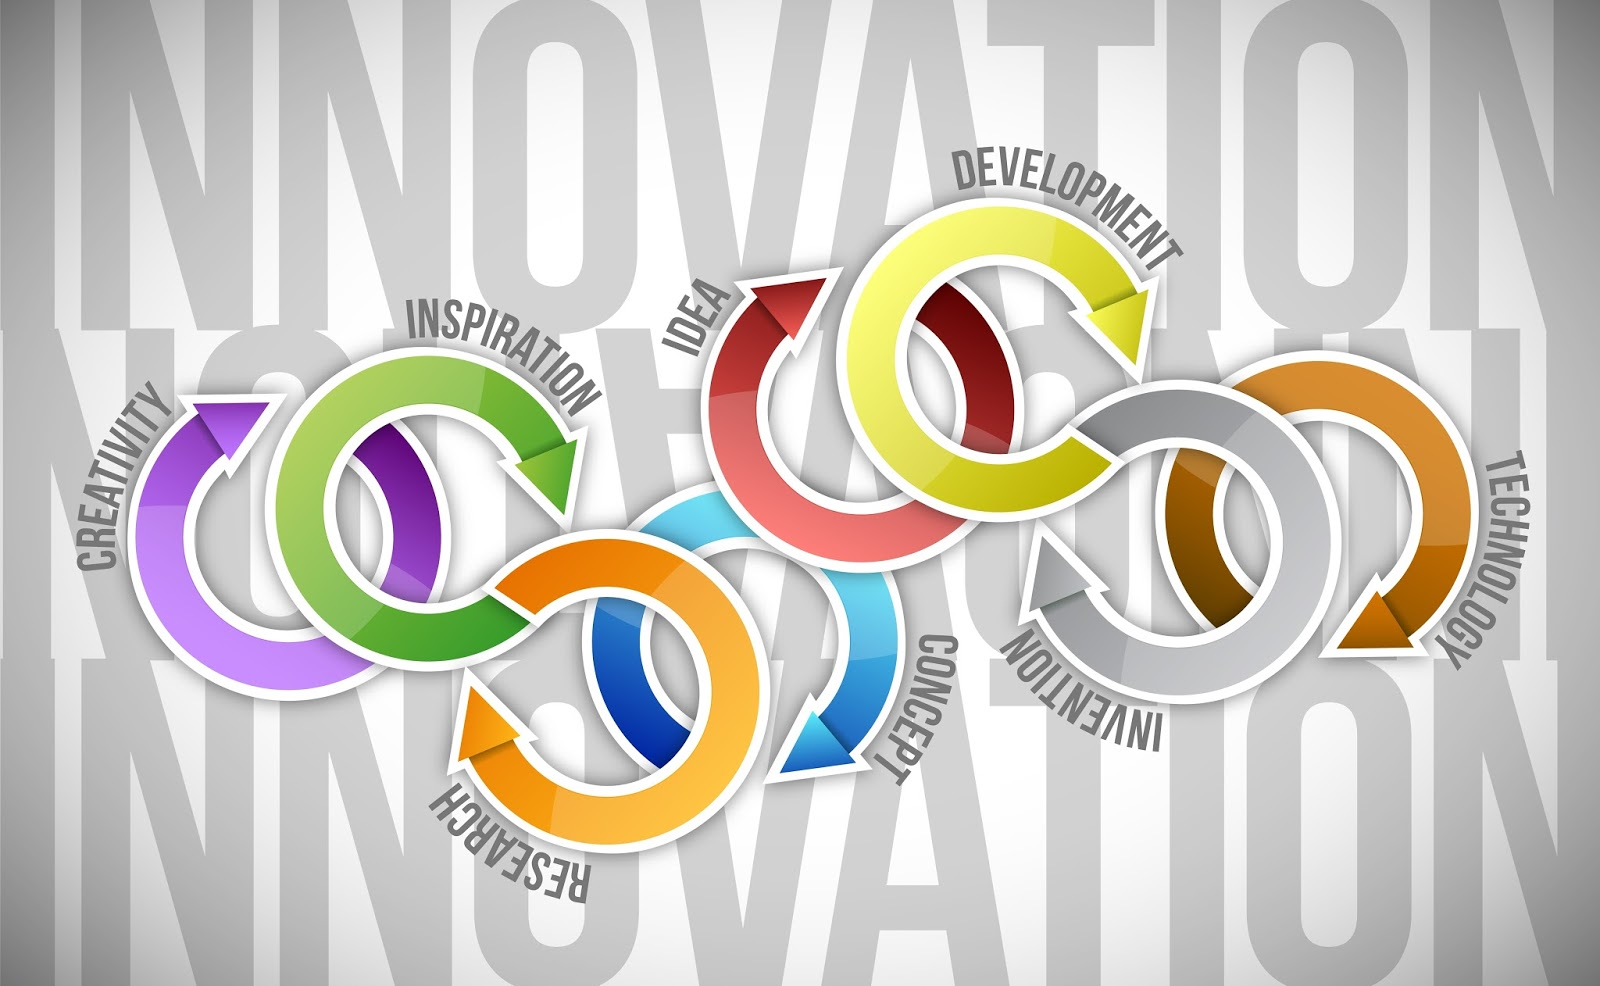 INNOVATION
INNOVATION
INNOVATION
CREATIVITY
INSPIRATION
RESEARCH
CONCEPT
IDEA
DEVELOPMENT
INVENTION
TECHNOLOGY